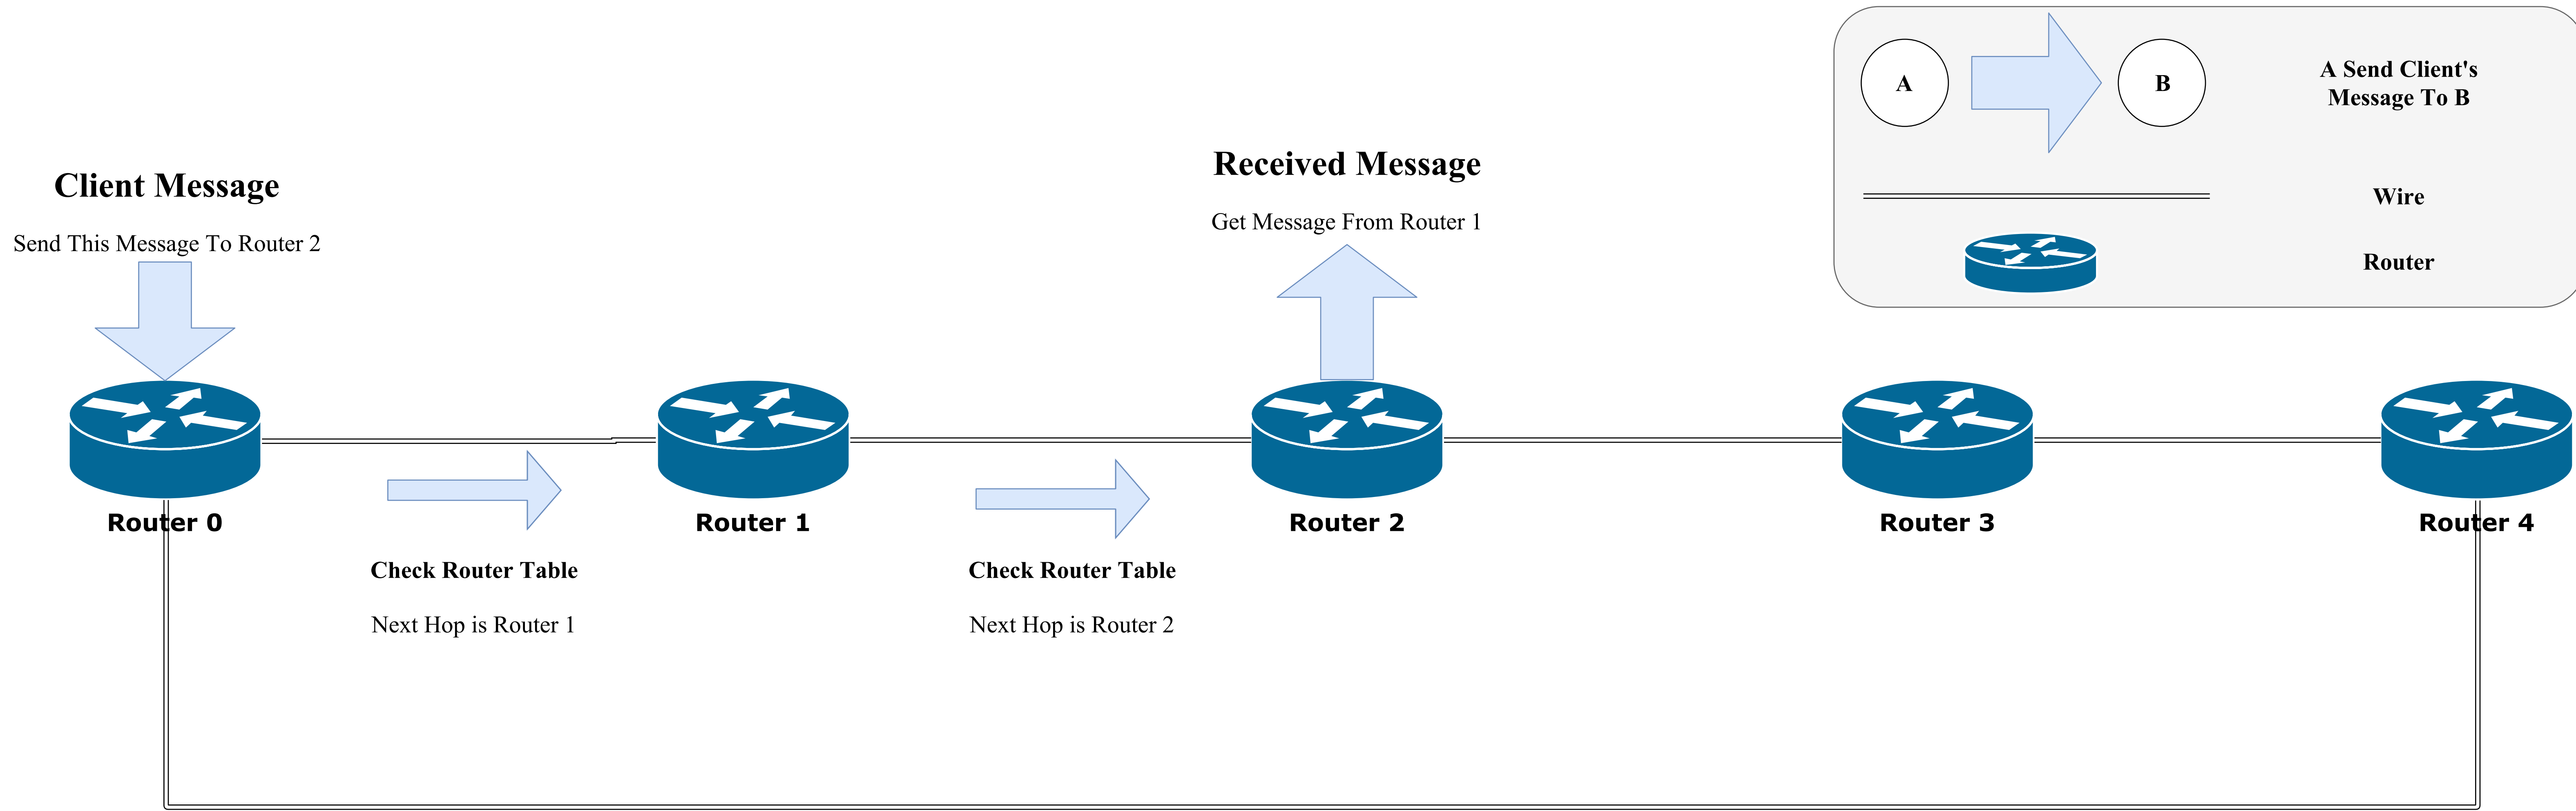 A
B
A Send Client's
Message To B
Wire
Router
Client Message
Send This Message To Router 2
Received Message
Get Message From Router 1
Router 0
Router 1
Router 2
Router 3
Router 4
Check Router Table
Next Hop is Router 1
Check Router Table
Next Hop is Router 2